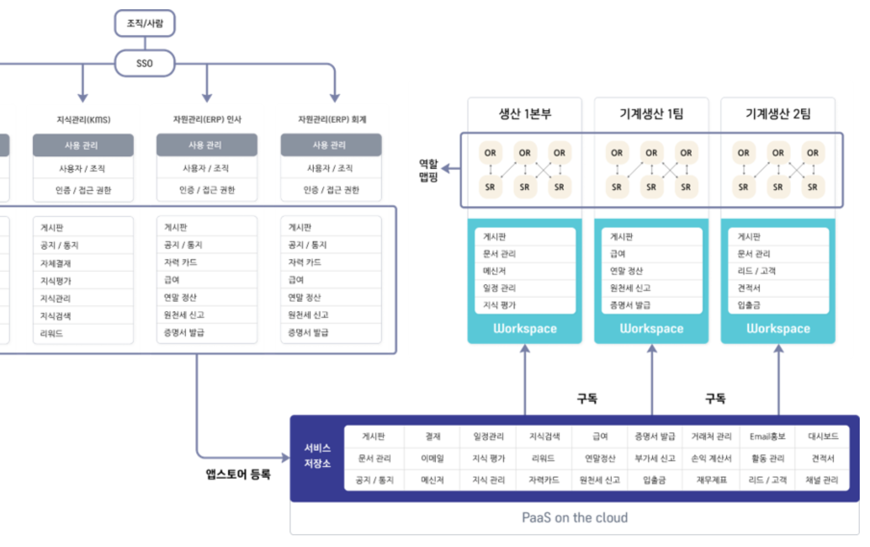 조직/사람
SSO
지식관리(KMS)
사용 관리
사용자 / 조직
인증 / 접근 권한
자원관리(ERP) 인사
사용 관리
사용자 / 조직
인증 / 접근 권한
자원관리(ERP) 회계
사용 관리
사용자 / 조직
인증 / 접근 권한
게시판
공지 / 통지
자체결재
지식평가
지식관리
지식검색
리워드
게시판
공지 / 통지
자력 카드
급여
연말 정산
원천세 신고
증명서 발급
게시판
공지 / 통지
자력 카드
급여
연말 정산
원천세 신고
증명서 발급
역할
맵핑
생산 1본부
OR OR OR
SR SR SR
게시판
문서 관리
메신저
일정 관리
지식 평가
Workspace
기계생산 1팀
OR OR OR
SR SR SR
게시판
급여
연말 정산
원천세 신고
증명서 발급
Workspace
기계생산 2팀
OR OR OR
SR SR SR
게시판
문서 관리
리드 / 고객
견적서
입출금
Workspace
구독
구독
앱스토어 등록
서비스
저장소
게시판 결재 일정관리 지식검색 급여 증명서 발급 거래처 관리 Email홍보 대시보드
문서 관리 이메일 지식 평가 리워드 연말정산 부가세 신고 손익 계산서 활동 관리 견적서
공지 / 통지 메신저 지식 관리 자력카드 원천세 신고 입출금 재무제표 리드 / 고객 채널 관리
PaaS on the cloud